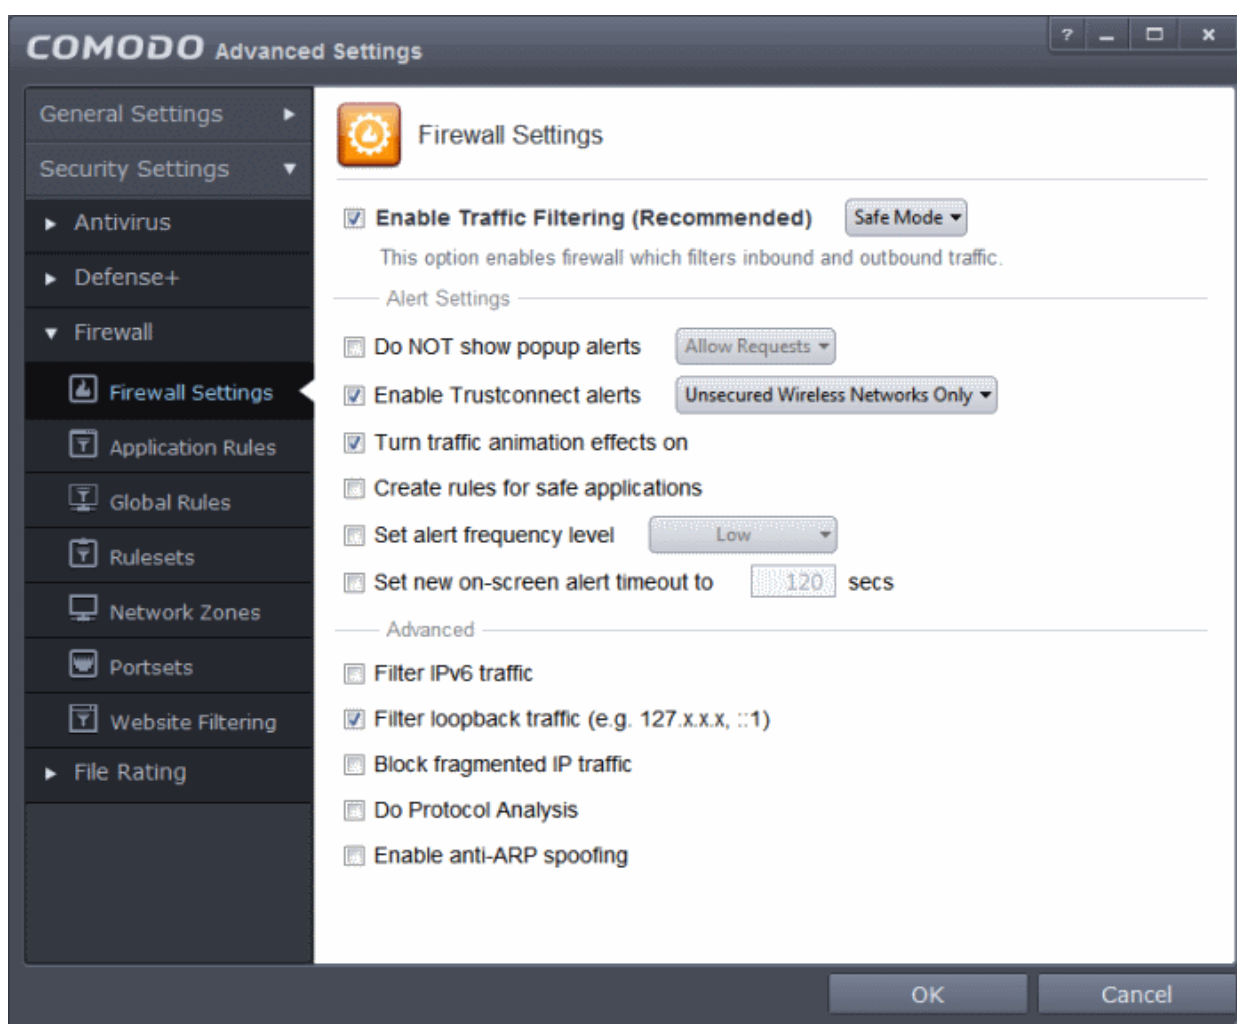 COMODO Advanced Settings
?
General Settings
Security Settings
Antivirus
Defense+
Firewall
Firewall Settings
Application Rules
Global Rules
Rulesets
Network Zones
Portsets
Website Filtering
File Rating
Firewall Settings
Enable Traffic Filtering (Recommended) Safe Mode
This option enables firewall which filters inbound and outbound traffic.
Alert Settings
Do NOT show popup alerts Allow Requests
Enable Trustconnect alerts Unsecured Wireless Networks Only
Turn traffic animation effects on
Create rules for safe applications
Set alert frequency level Low
Set new on-screen alert timeout to 120 secs
Advanced
Filter IPv6 traffic
Filter loopback traffic (e.g. 127.x.x.x, ::1)
Block fragmented IP traffic
Do Protocol Analysis
Enable anti-ARP spoofing
OK Cancel